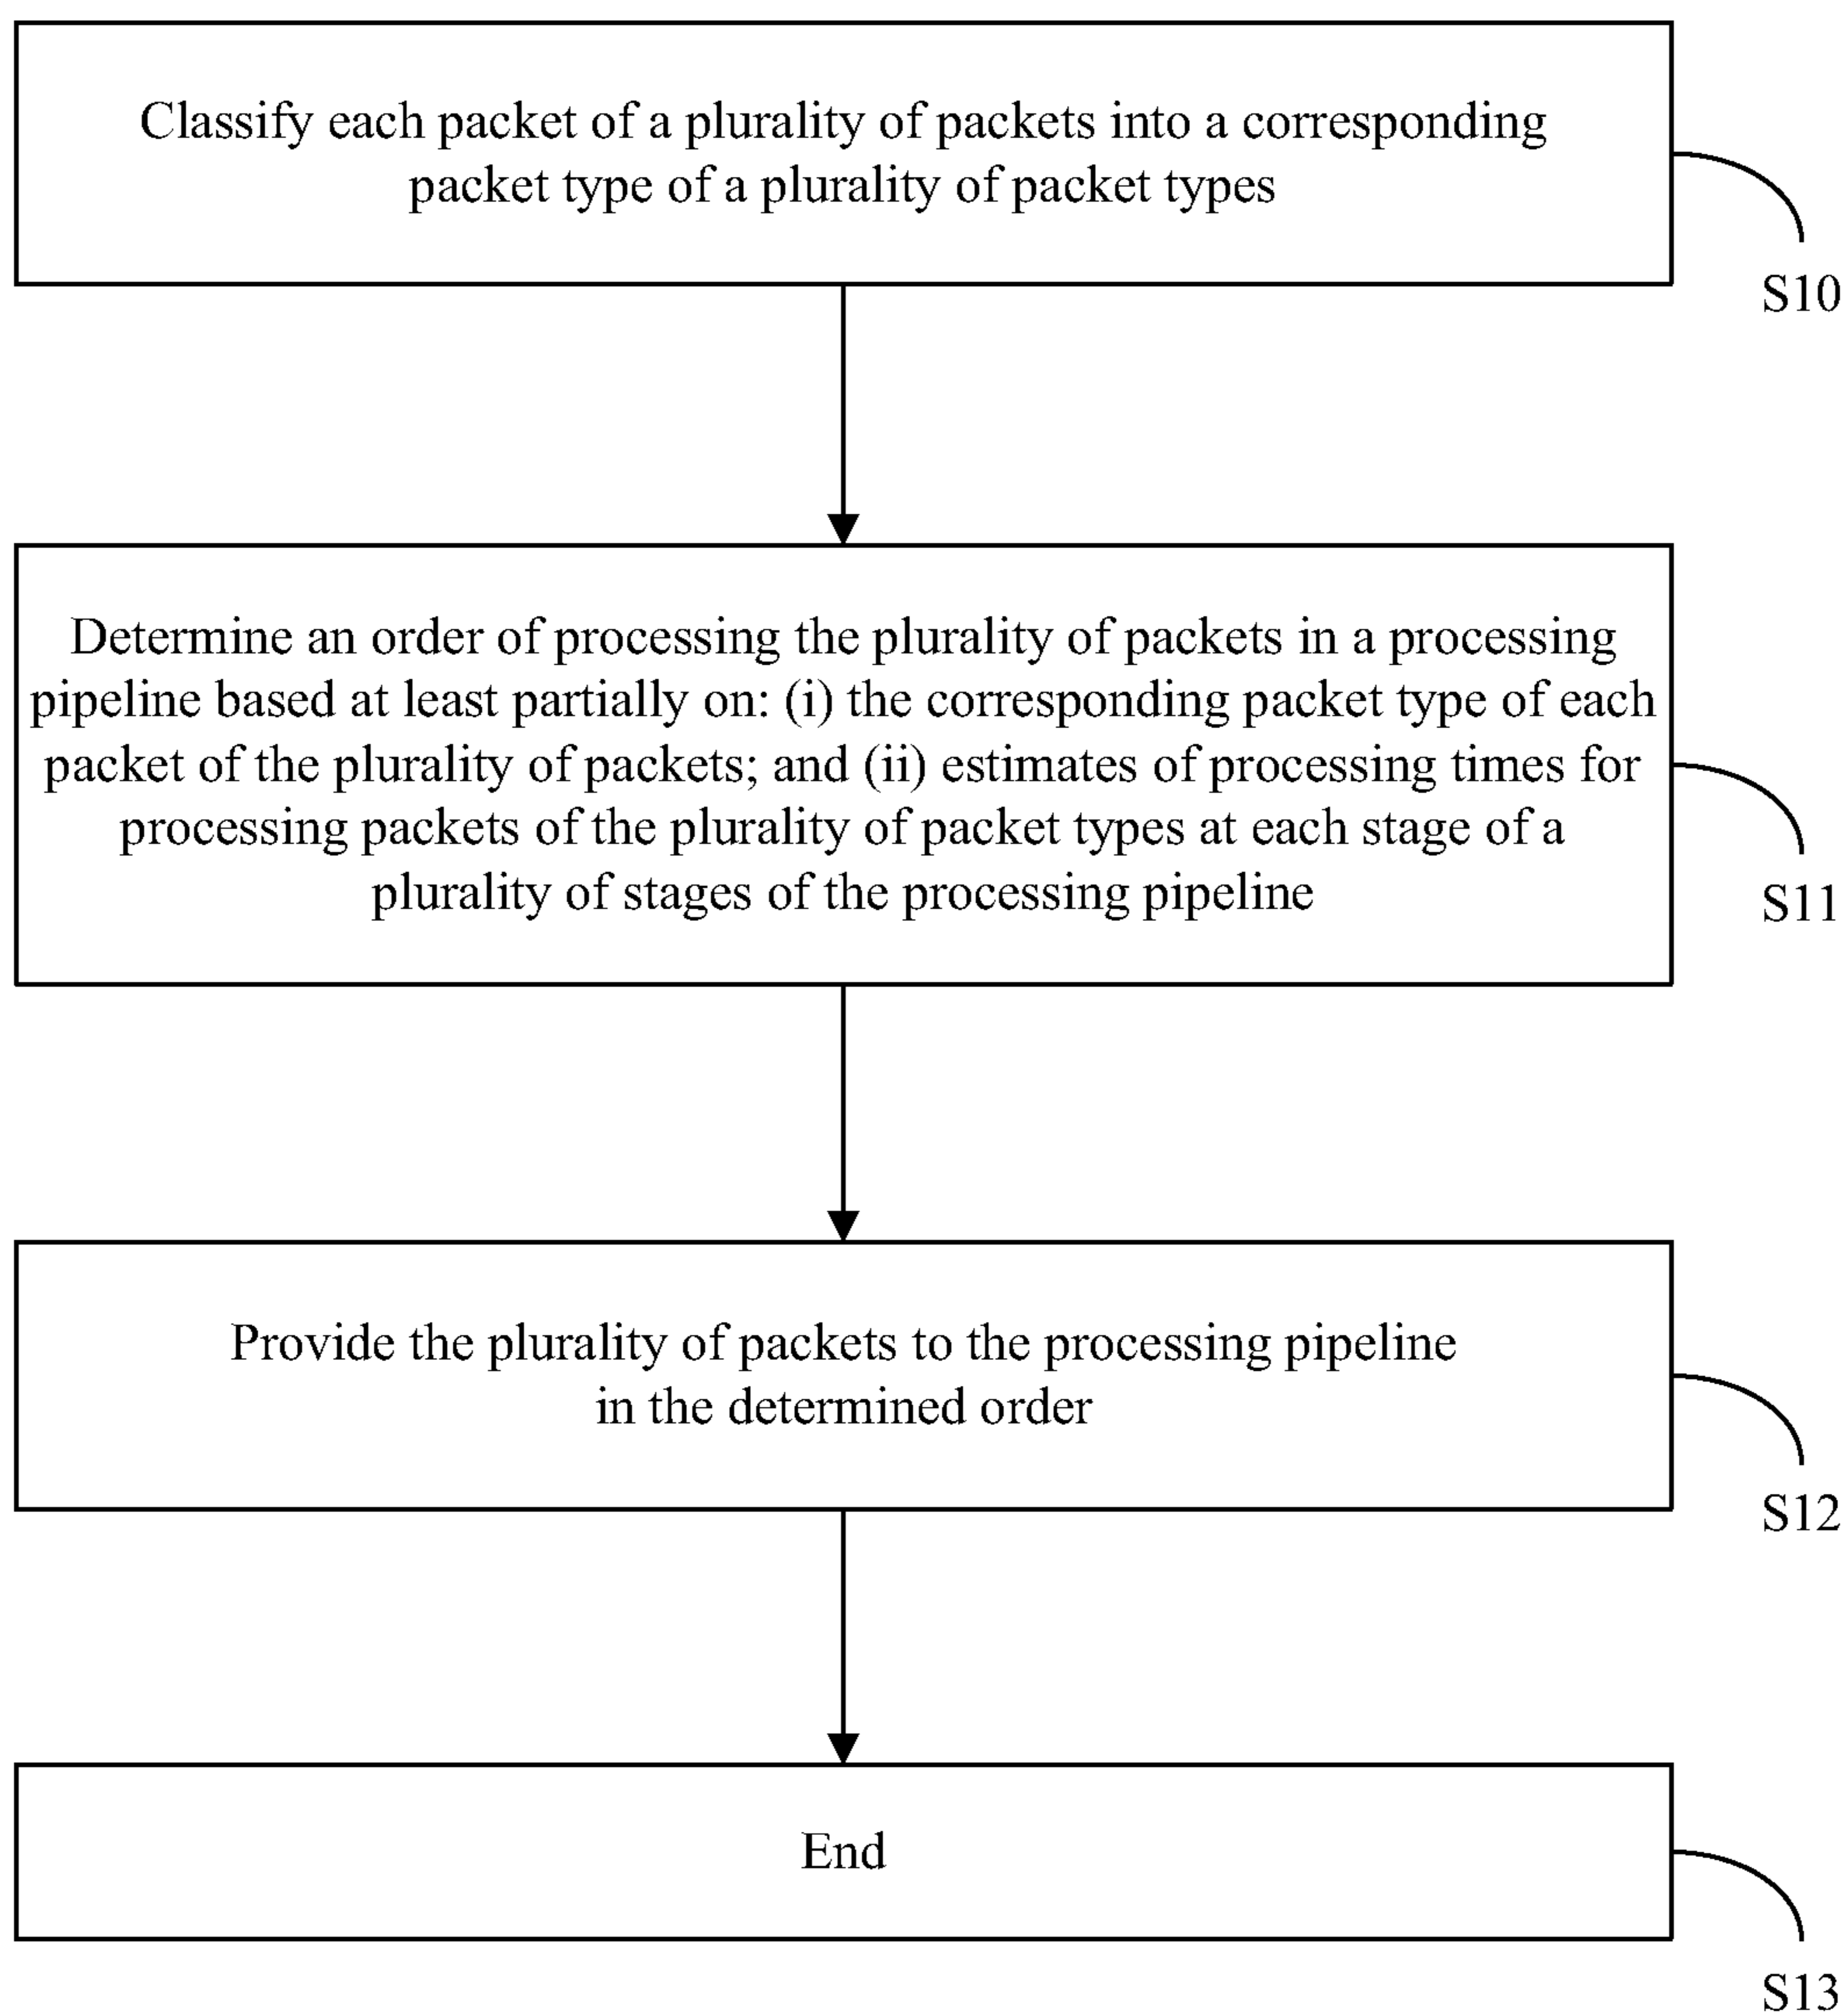 Classify each packet of a plurality of packets into a corresponding
packet type of a plurality of packet types
S10
Determine an order of processing the plurality of packets in a processing
pipeline based at least partially on: (i) the corresponding packet type of each
packet of the plurality of packets; and (ii) estimates of processing times for
processing packets of the plurality of packet types at each stage of a
plurality of stages of the processing pipeline
S11
Provide the plurality of packets to the processing pipeline
in the determined order
S12
End
S13